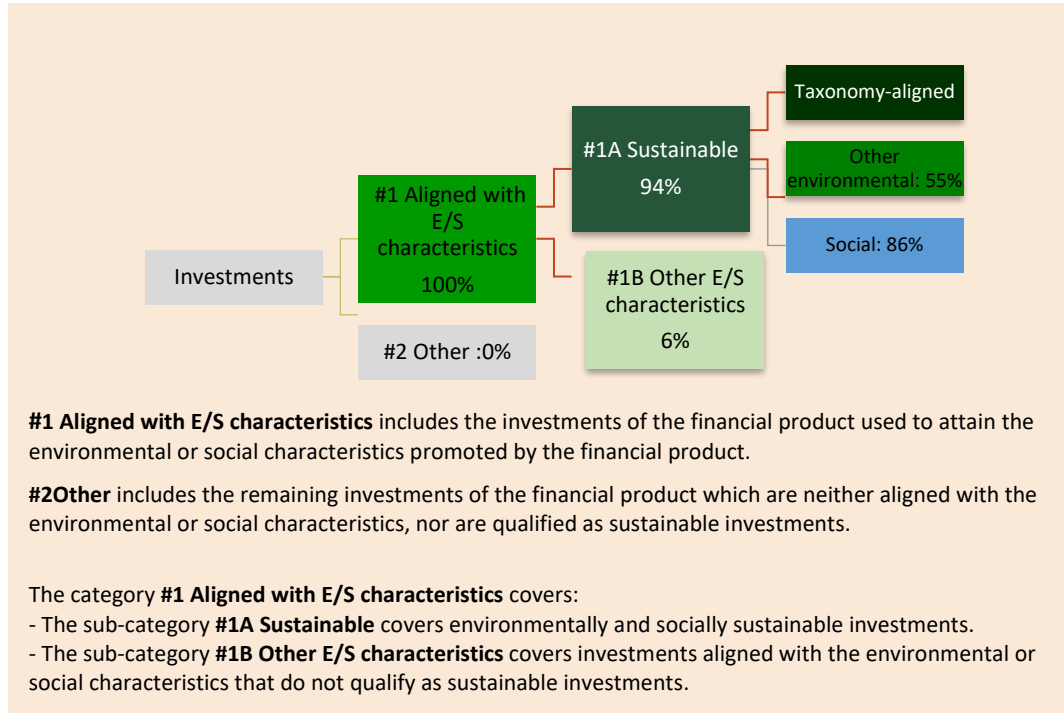 Taxonomy-aligned
#1A Sustainable
94%
Other
environmental: 55%
#1 Aligned with
E/S
characteristics
100%
Social: 86%
Investments
#1B Other E/S
characteristics
6%
#2 Other :0%
#1 Aligned with E/S characteristics includes the investments of the financial product used to attain the
environmental or social characteristics promoted by the financial product.
#2Other includes the remaining investments of the financial product which are neither aligned with the
environmental or social characteristics, nor are qualified as sustainable investments.
The category #1 Aligned with E/S characteristics covers:
- The sub-category #1A Sustainable covers environmentally and socially sustainable investments.
- The sub-category #1B Other E/S characteristics covers investments aligned with the environmental or
social characteristics that do not qualify as sustainable investments.